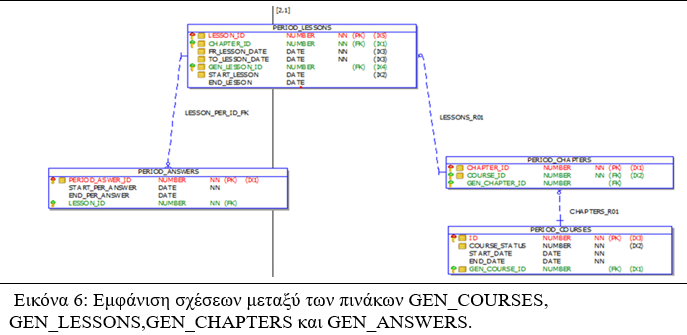 [2,1]
PERIOD_LESSONS
LESSON_ID NUMBER NN (PK) (IX5)
CHAPTER_ID NUMBER NN (FK) (IX1)
FR_LESSON_DATE DATE NN (IX3)
TO_LESSON_DATE DATE NN (IX3)
GEN_LESSON_ID NUMBER (FK) (IX4)
START_LESSON DATE (IX2)
END_LESSON DATE
LESSON_PER_ID_FK
LESSONS_R01
PERIOD_ANSWERS
PERIOD_ASWER_ID NUMBER NN (PK) (IX1)
START_PER_ANSWER DATE NN
END_PER_ANSWER DATE
LESSON_ID NUMBER NN (FK)
PERIOD_CHAPTERS
CHAPTER_ID NUMBER NN (PK) (IX1)
COURSE_ID NUMBER NN (FK) (IX2)
GEN_CHAPTER_ID NUMBER (FK)
CHAPTERS_R01
PERIOD_COURSES
ID NUMBER NN (PK) (IX3)
COURSE_STATUS NUMBER NN (IX2)
START_DATE DATE NN
END_DATE DATE NN
GEN_COURSE_ID NUMBER (FK) (IX1)
Εικόνα 6: Εμφάνιση σχέσεων μεταξύ των πινάκων GEN_COURSES,
GEN_LESSONS,GEN_CHAPTERS και GEN_ANSWERS.